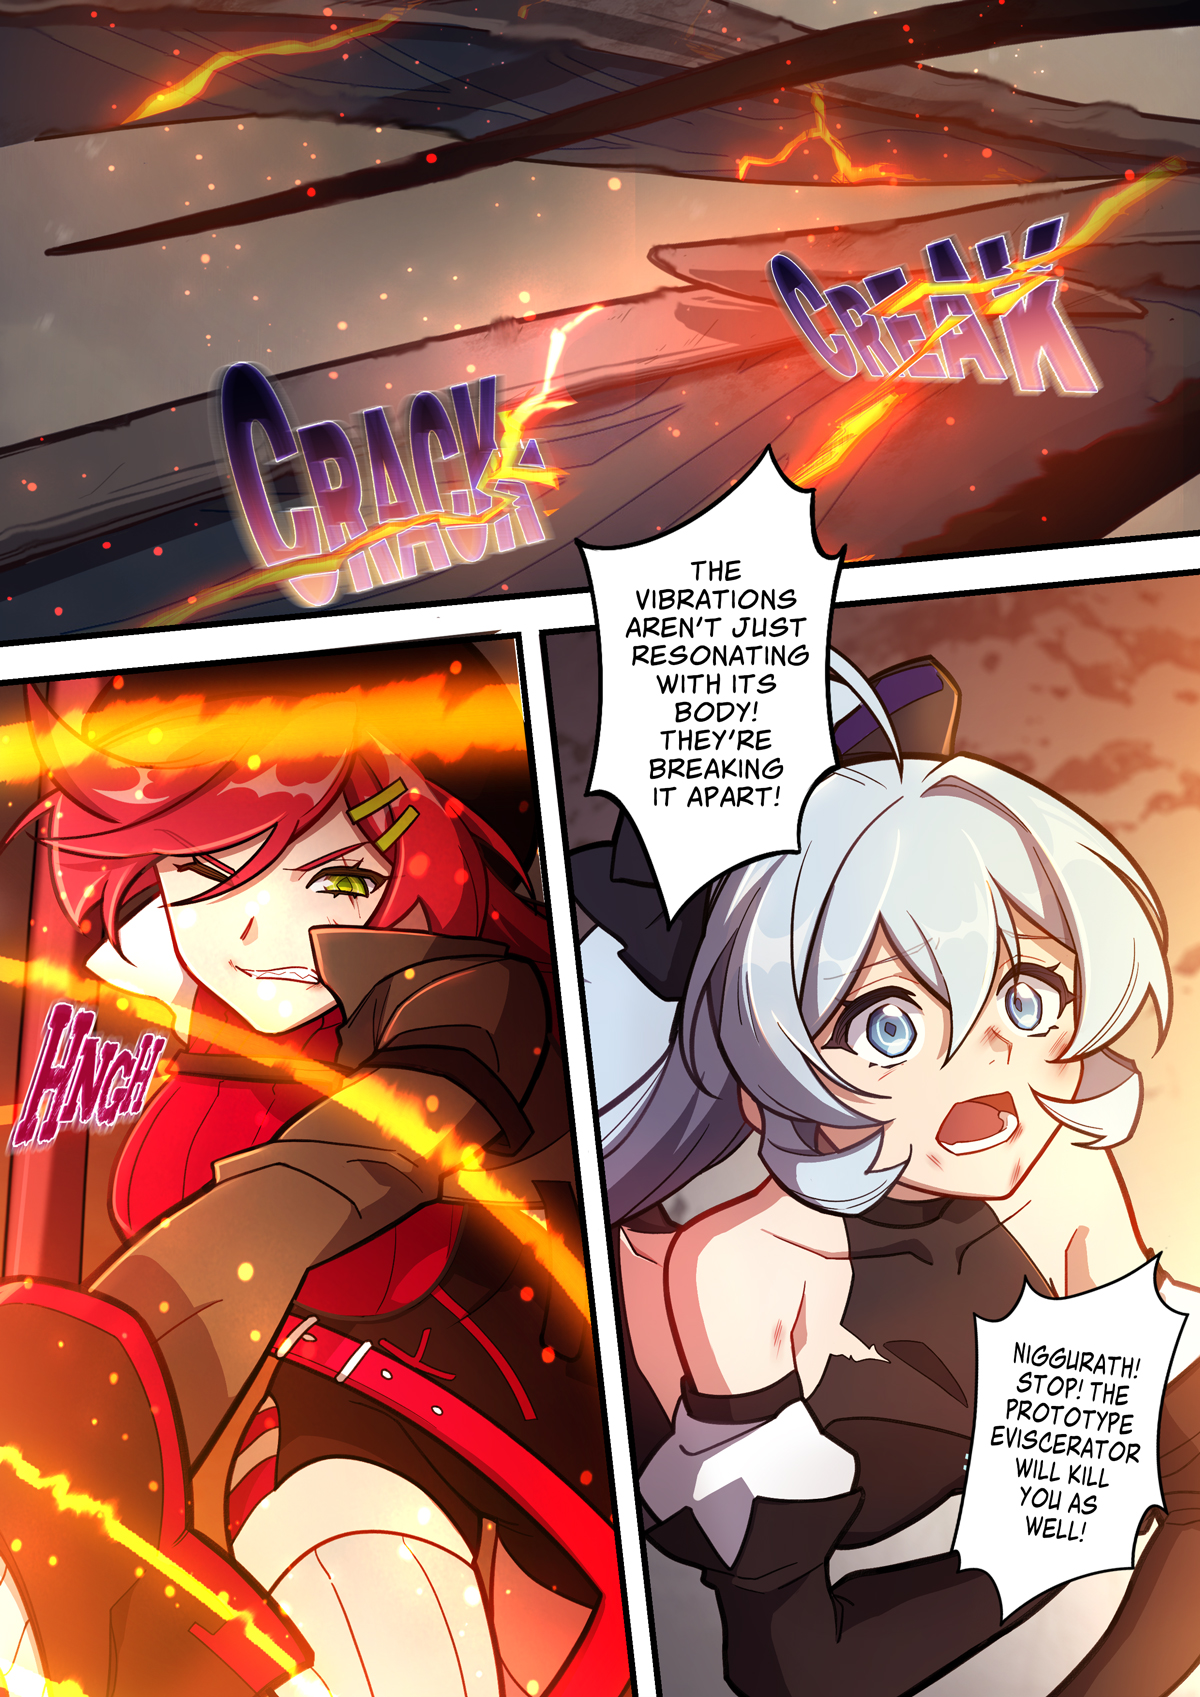 CREAK
CRACK
THE
VIBRATIONS
AREN'T JUST
RESONATING
WITH ITS
BODY!
THEY'RE
BREAKING
IT APART!
HNGH
NIGGURATH!
STOP! THE
PROTOTYPE
EVISCERATOR
WILL KILL
YOU AS
WELL!